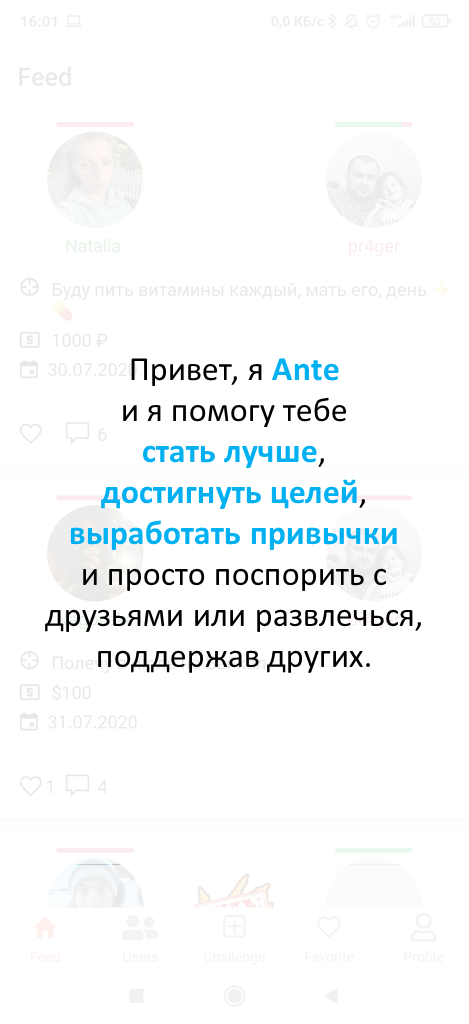 16:01
0,0 КБ/с
53
Feed
Natalia
pr4ger
Буду пить витамины каждый, мать его, день ⚡
💊
1000 ₽
30.07.2020
Привет, я Ante
и я помогу тебе
6
стать лучше,
достигнуть целей,
выработать привычки
и просто поспорить с
друзьями или развлечься,
поддержав других.
$100
31.07.2020
1
4
Feed
Users
Challenge
Favorite
Profile